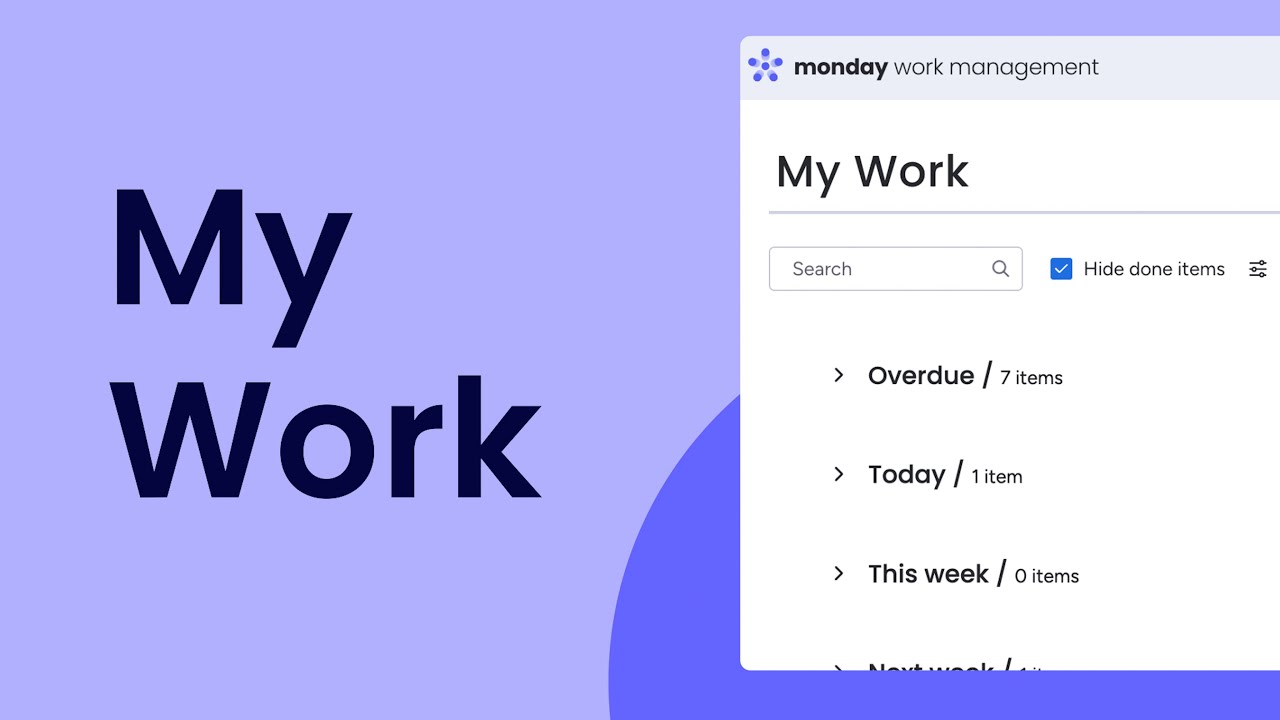 My
Work
monday work management
My Work
Search
Hide done items
Overdue / 7 items
Today / 1 item
This week / 0 items
Next week /